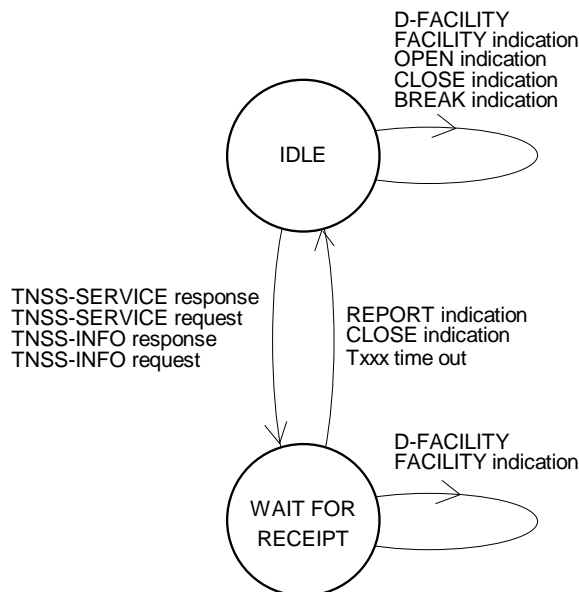 D-FACILITY
FACILITY indication
OPEN indication
CLOSE indication
BREAK indication
IDLE
TNSS-SERVICE response
TNSS-SERVICE request
TNSS-INFO response
TNSS-INFO request
REPORT indication
CLOSE indication
Txxx time out
D-FACILITY
FACILITY indication
WAIT FOR
RECEIPT